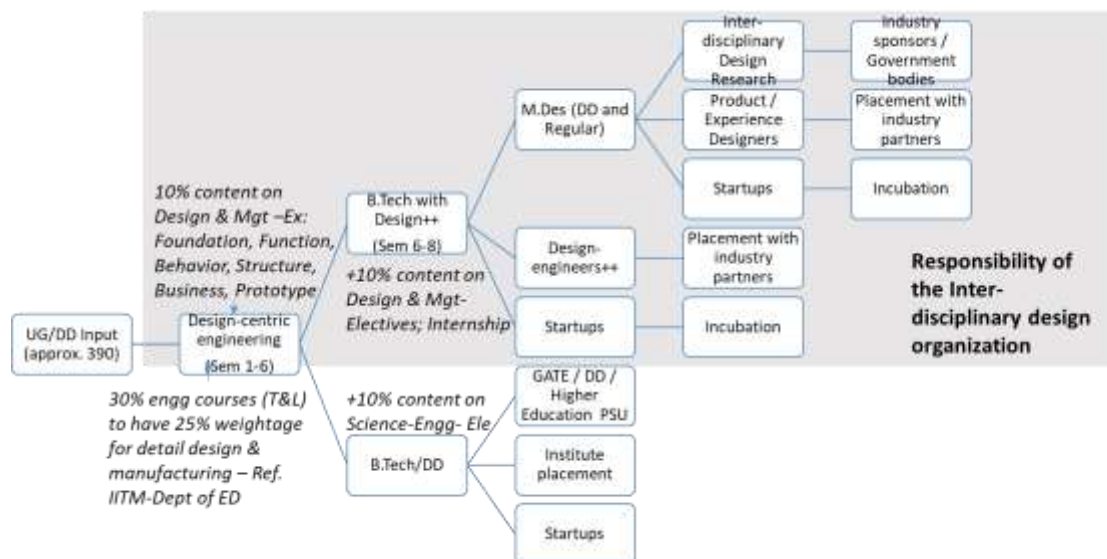 Inter-
disciplinary
Design
Research
Industry
sponsors /
Government
bodies
M.Des (DD and
Regular)
Product /
Experience
Designers
Placement with
industry
partners
Startups
Incubation
10% content on
Design & Mgt –Ex:
Foundation, Function,
Behavior, Structure,
Business, Prototype
B.Tech with
Design++
(Sem 6-8)
+10% content on
Design & Mgt-
Electives; Internship
Design-
engineers++
Placement with
industry
partners
Startups
Incubation
Responsibility of
the Inter-
disciplinary design
organization
UG/DD Input
(approx. 390)
Design-centric
engineering
(Sem 1-6)
30% engg courses (T&L)
to have 25% weightage
for detail design &
manufacturing – Ref.
IITM-Dept of ED
+10% content on
Science-Engg- Ele
B.Tech/DD
GATE / DD /
Higher
Education PSU
Institute
placement
Startups